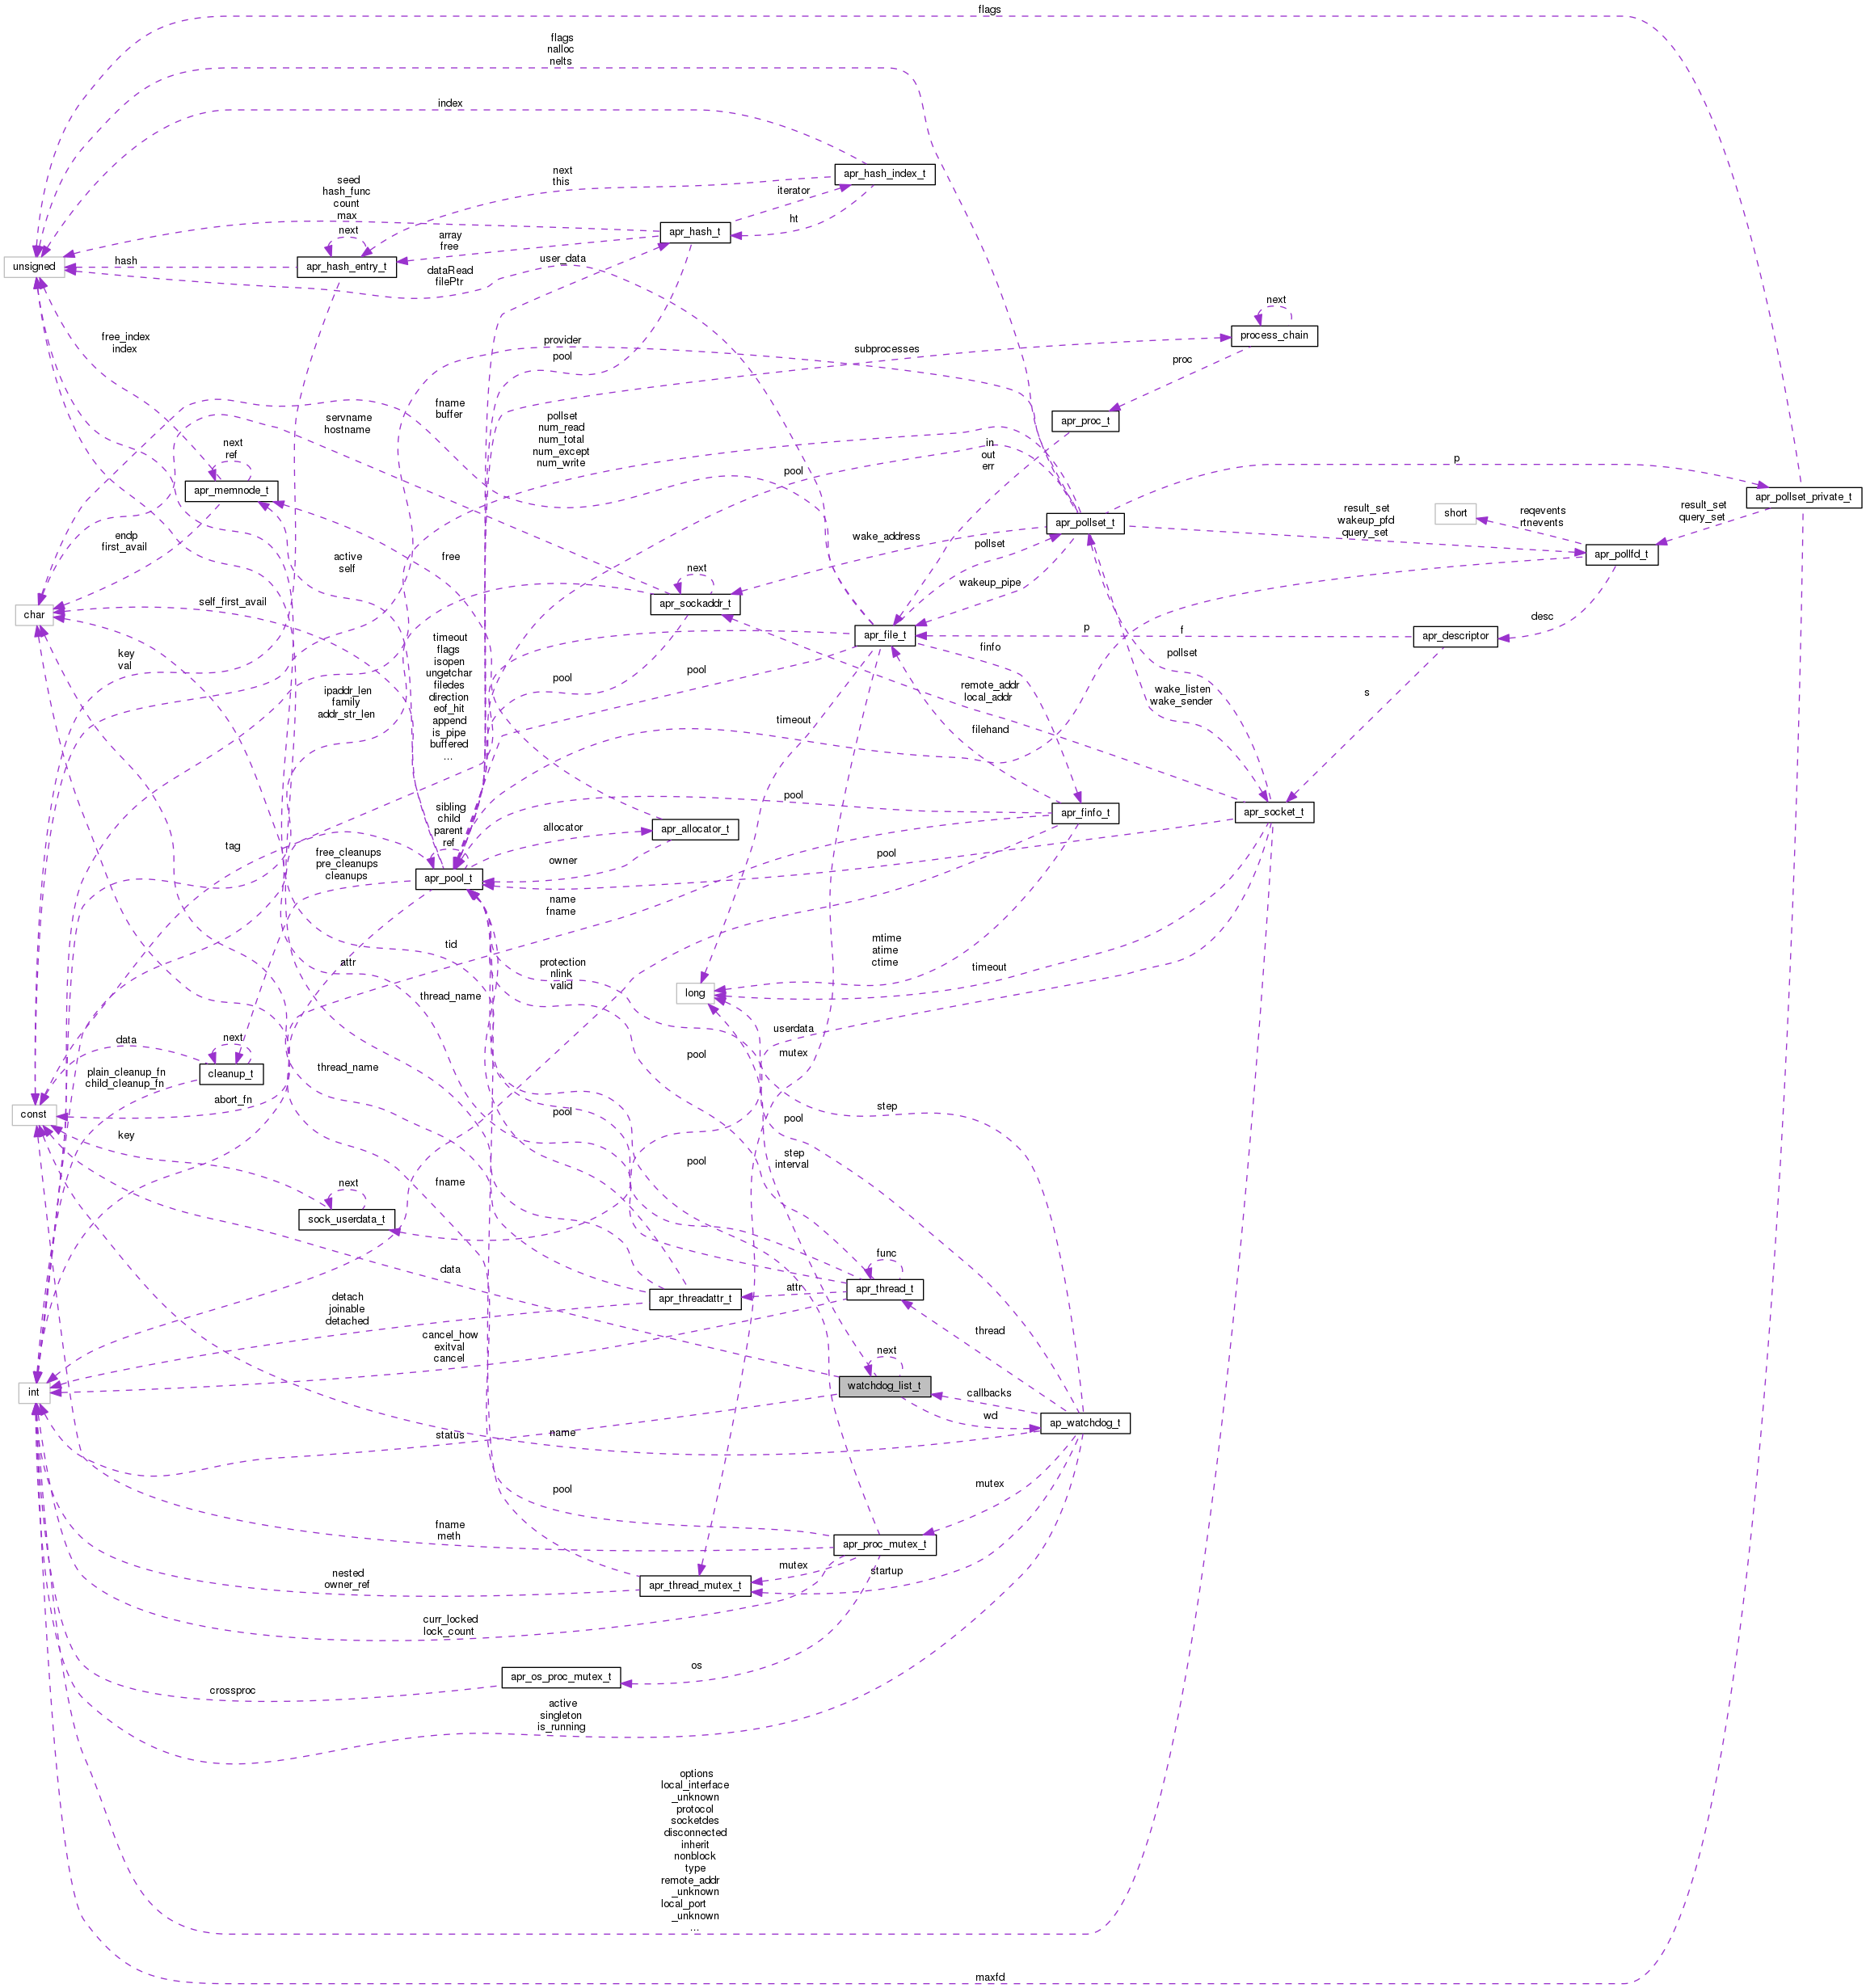 flags
flags
nalloc
nelts
index
apr_hash_index_t
next
this
seed
hash_func
count
max
iterator
ht
apr_hash_t
next
array
free
user_data
unsigned
hash
apr_hash_entry_t
dataRead
filePtr
next
process_chain
free_index
index
provider
pool
subprocesses
proc
fname
buffer
servname
hostname
pollset
num_read
num_total
num_except
num_write
apr_proc_t
next
ref
in
out
err
pool
p
apr_memnode_t
apr_pollset_private_t
short
reqevents
rtnevents
result_set
query_set
result_set
wakeup_pfd
query_set
apr_pollset_t
endp
first_avail
wake_address
pollset
apr_pollfd_t
active
self
free
next
wakeup_pipe
char
self_first_avail
apr_sockaddr_t
desc
p
f
apr_file_t
apr_descriptor
timeout
flags
isopen
ungetchar
filedes
direction
eof_hit
append
is_pipe
buffered
...
key
val
finfo
pollset
pool
pool
ipaddr_len
family
addr_str_len
remote_addr
local_addr
wake_listen
wake_sender
s
timeout
filehand
sibling
child
parent
ref
pool
apr_finfo_t
apr_socket_t
allocator
apr_allocator_t
tag
free_cleanups
pre_cleanups
cleanups
owner
pool
apr_pool_t
name
fname
tid
mtime
atime
ctime
attr
protection
nlink
valid
timeout
thread_name
long
userdata
next
data
mutex
pool
thread_name
cleanup_t
plain_cleanup_fn
child_cleanup_fn
abort_fn
const
pool
step
pool
key
step
interval
pool
fname
next
sock_userdata_t
func
data
attr
apr_thread_t
detach
joinable
detached
apr_threadattr_t
cancel_how
exitval
cancel
thread
next
int
watchdog_list_t
callbacks
wd
ap_watchdog_t
status
name
pool
mutex
fname
meth
apr_proc_mutex_t
nested
owner_ref
mutex
startup
apr_thread_mutex_t
curr_locked
lock_count
os
apr_os_proc_mutex_t
crossproc
active
singleton
is_running
options
local_interface
_unknown
protocol
socketdes
disconnected
inherit
nonblock
type
remote_addr
_unknown
local_port
_unknown
...
maxfd